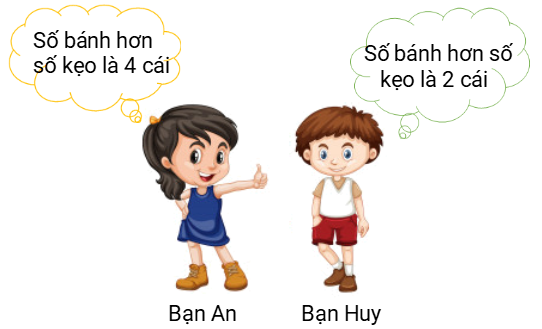 Số bánh hơn
số kẹo là 4 cái
Số bánh hơn số
kẹo là 2 cái
Bạn An
Bạn Huy